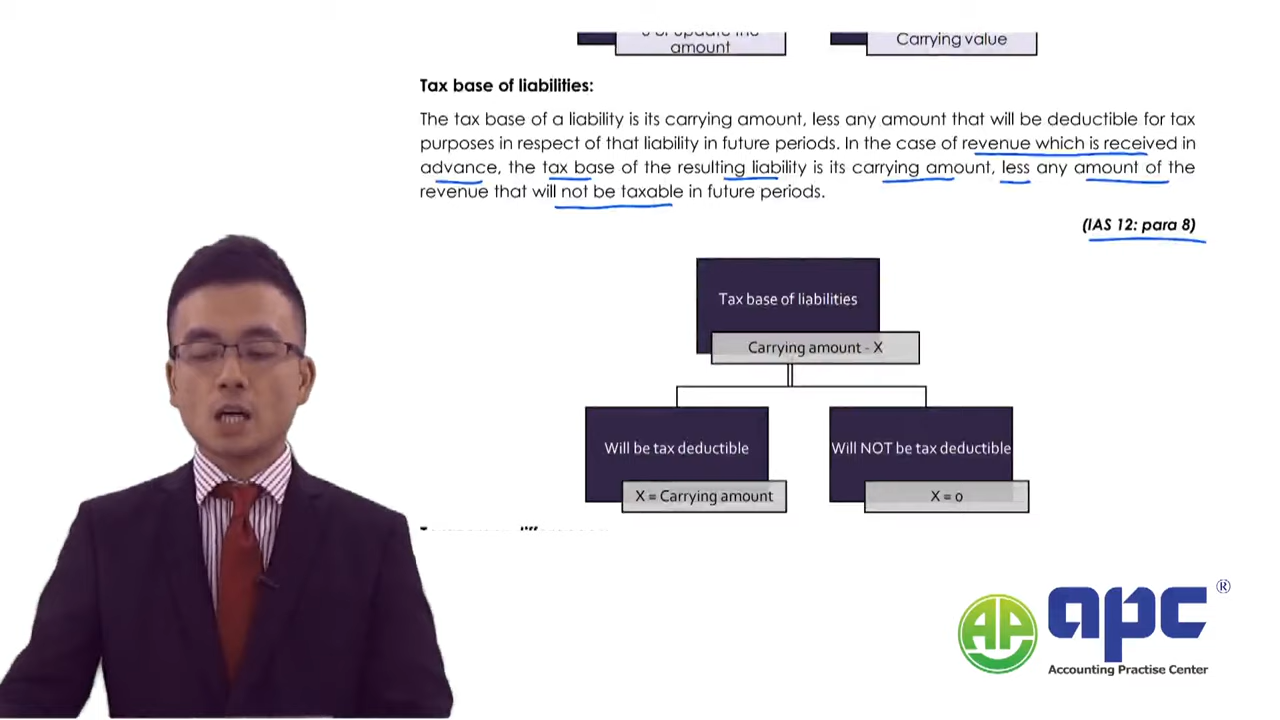 amount
Carrying value
Tax base of liabilities:
The tax base of a liability is its carrying amount, less any amount that will be deductible for tax
purposes in respect of that liability in future periods. In the case of revenue which is received in
advance, the tax base of the resulting liability is its carrying amount, less any amount of the
revenue that will not be taxable in future periods.
(IAS 12: para 8)
Tax base of liabilities
Carrying amount - X
Will be tax deductible
Will NOT be tax deductible
X = Carrying amount
X = 0
AP
apc ®
Accounting Practise Center